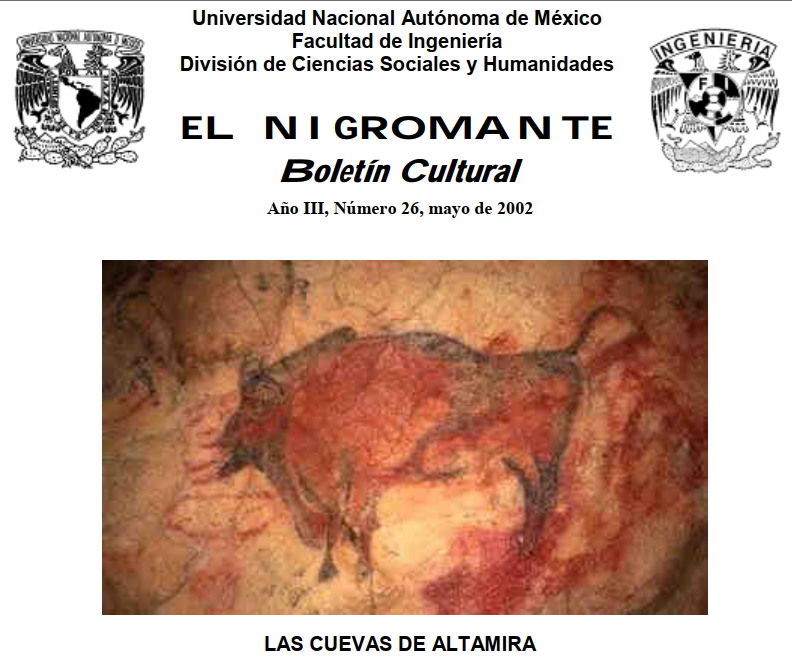 Universidad Nacional Autónoma de México
Facultad de Ingeniería
División de Ciencias Sociales y Humanidades
INGENIERIA
F I
EL NIGROMANTE
Boletín Cultural
Año III, Número 26, mayo de 2002
LAS CUEVAS DE ALTAMIRA